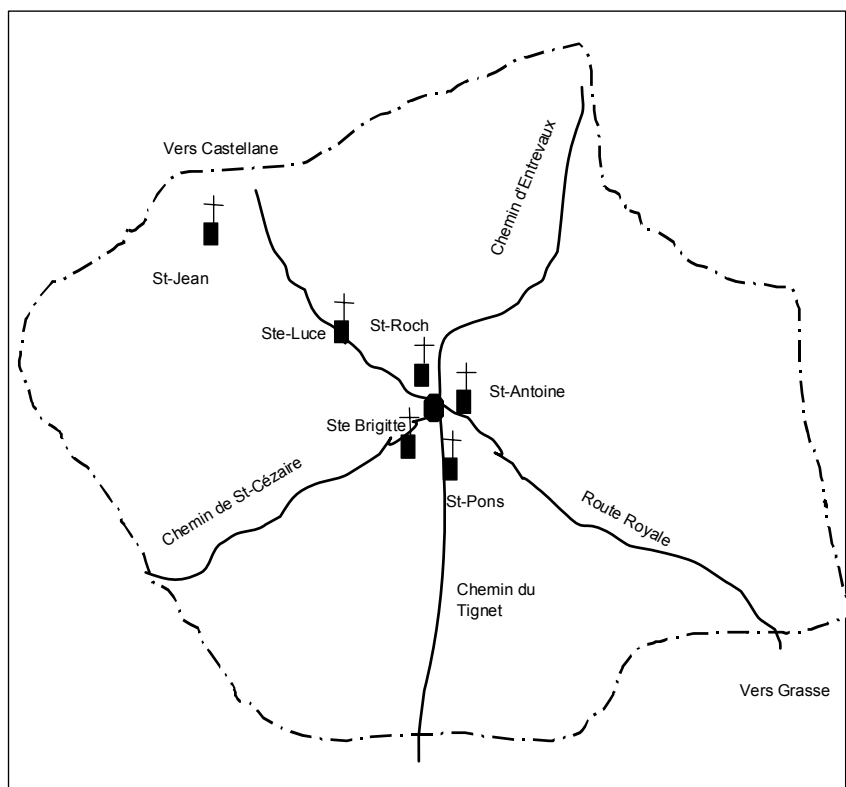 Vers Castellane
Chemin d'Entrevaux
St-Jean
Ste-Luce
St-Roch
St-Antoine
Ste Brigitte
Chemin de St-Cézaire
St-Pons
Route Royale
Chemin du
Tignet
Vers Grasse